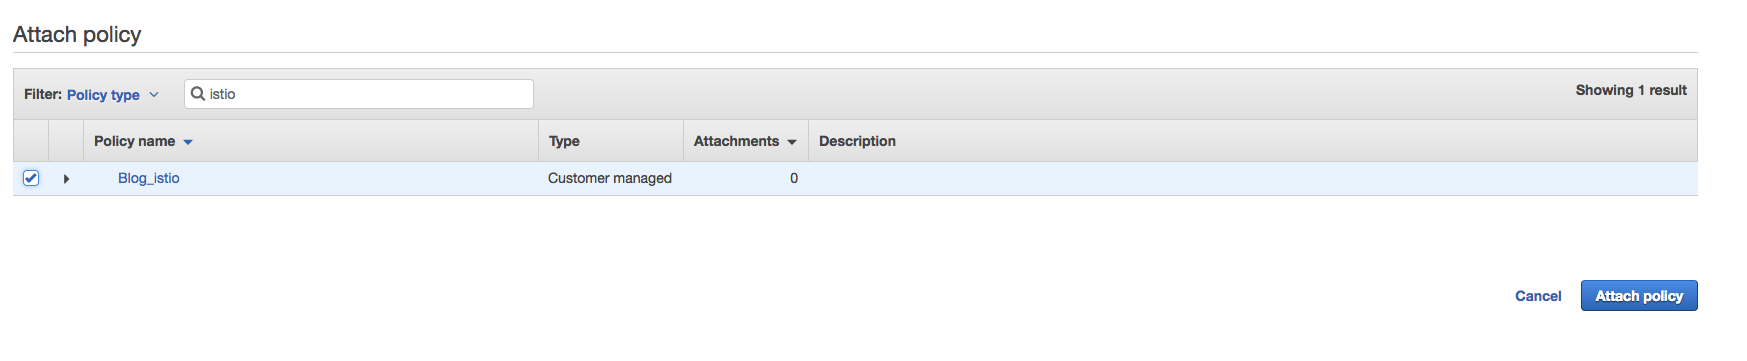 Attach policy
Filter: Policy type istio Showing 1 result
Policy name Type Attachments Description
Blog_istio Customer managed 0
Cancel Attach policy